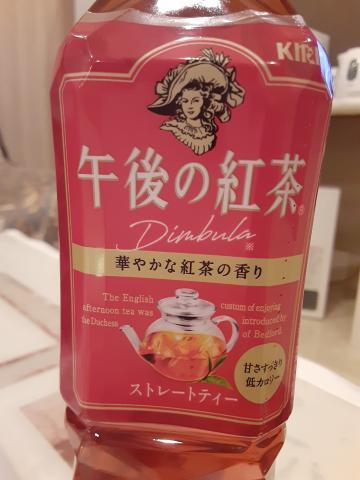 KIRI
午後の紅茶®
Dimbula※
華やかな紅茶の香り
The English custom of enjoying
afternoon tea was introduced by
the Duchess of Bedford.
甘さすっきり
低カロリー
ストレートティー